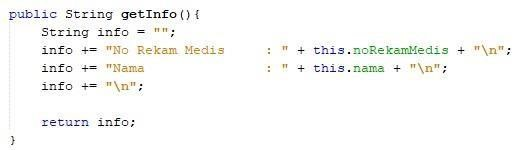 public String getInfo(){
    String info = "";
    info += "No Rekam Medis     : " + this.noRekamMedis + "\n";
    info += "Nama               : " + this.nama + "\n";
    info += "\n";

    return info;
}